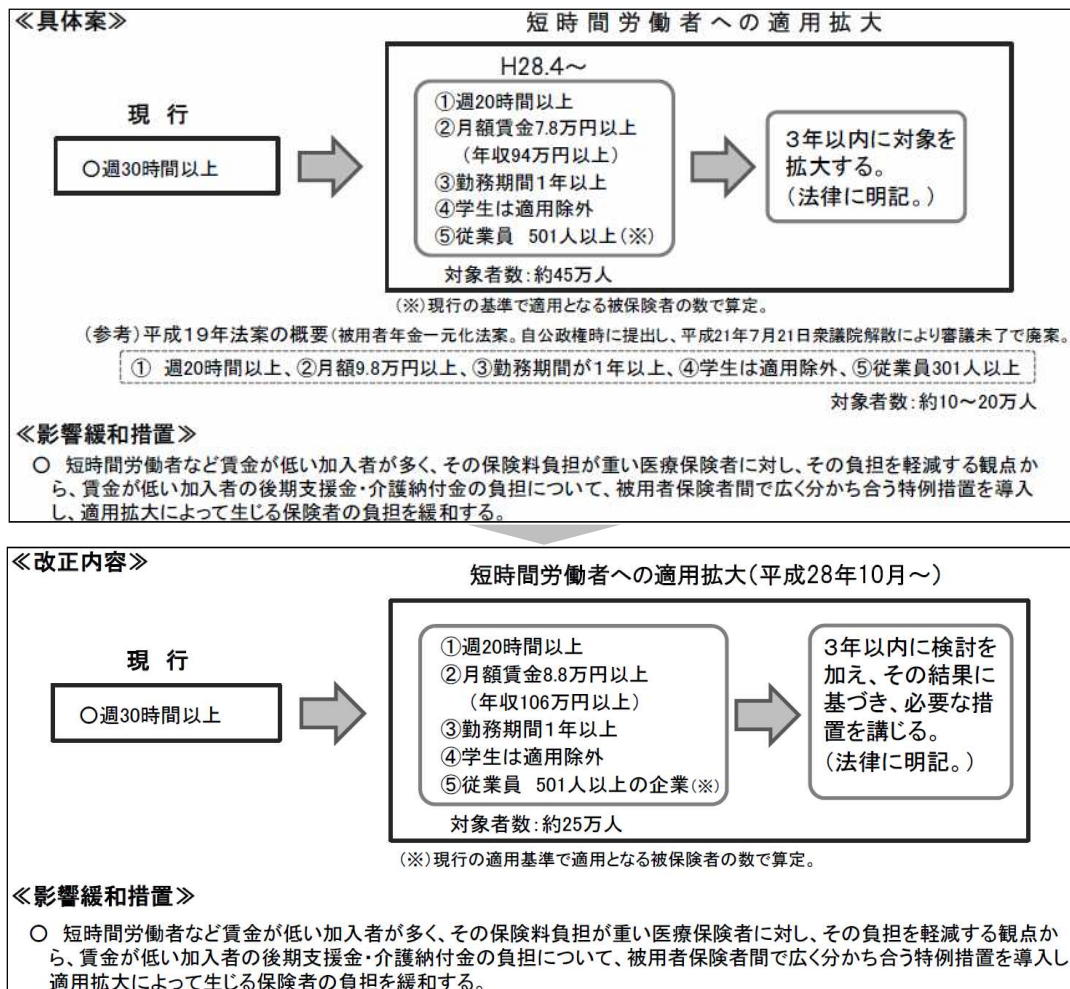 ≪具体案≫
短時間労働者への適用拡大
H28.4～
現 行
○週30時間以上
①週20時間以上
②月額賃金7.8万円以上
（年収94万円以上）
③勤務期間1年以上
④学生は適用除外
⑤従業員 501人以上(※)
対象者数:約45万人
3年以内に対象を
拡大する。
(法律に明記。)
(※)現行の基準で適用となる被保険者の数で算定。
(参考)平成19年法案の概要(被用者年金一元化法案。自公政権時に提出し、平成21年7月21日衆議院解散により審議未了で廃案。
① 週20時間以上、②月額9.8万円以上、③勤務期間が1年以上、④学生は適用除外、⑤従業員301人以上
対象者数:約10～20万人
≪影響緩和措置≫
○ 短時間労働者など賃金が低い加入者が多く、その保険料負担が重い医療保険者に対し、その負担を軽減する観点か
ら、賃金が低い加入者の後期支援金・介護納付金の負担について、被用者保険者間で広く分かち合う特例措置を導入
し、適用拡大によって生じる保険者の負担を緩和する。
≪改正内容≫
短時間労働者への適用拡大(平成28年10月～)
現 行
○週30時間以上
①週20時間以上
②月額賃金8.8万円以上
（年収106万円以上）
③勤務期間1年以上
④学生は適用除外
⑤従業員 501人以上の企業(※)
対象者数:約25万人
3年以内に検討を
加え、その結果に
基づき、必要な措
置を講じる。
(法律に明記。)
(※)現行の適用基準で適用となる被保険者の数で算定。
≪影響緩和措置≫
○ 短時間労働者など賃金が低い加入者が多く、その保険料負担が重い医療保険者に対し、その負担を軽減する観点か
ら、賃金が低い加入者の後期支援金・介護納付金の負担について、被用者保険者間で広く分かち合う特例措置を導入し
適用拡大によって生じる保険者の負担を緩和する。